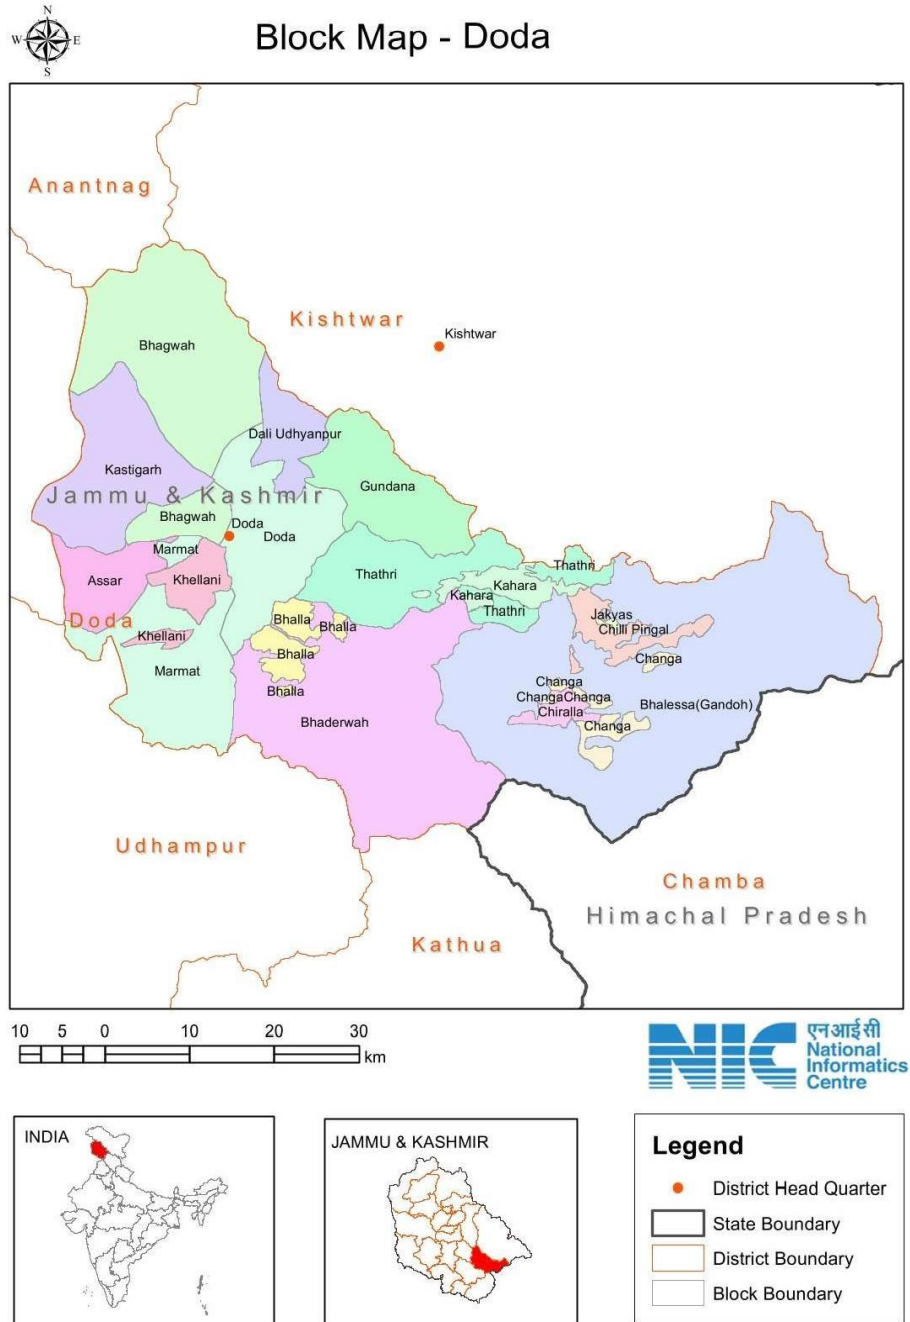 Block Map - Doda
N
W E
S
Anantnag
Kishtwar
Kishtwar
Bhagwah
Dali Udhyanpur
Kastigarh
Gundana
Jammu & Kashmir
Bhagwah
Doda
Doda
Marmat
Thathri
Thathri
Assar
Khellani
Kahara
Kahara
Thathri
Doda
Jakyas
Bhalla
Bhalla
Chilli Pingal
Khellani
Bhalla
Changa
Marmat
Changa
Bhalla
ChangaChanga
Bhalessa(Gandoh)
Chiralla
Bhaderwah
Changa
Udhampur
Chamba
Himachal Pradesh
Kathua
10 5 0 10 20 30
km
NIC
एनआईसी
National
Informatics
Centre
INDIA
JAMMU & KASHMIR
Legend
District Head Quarter
State Boundary
District Boundary
Block Boundary